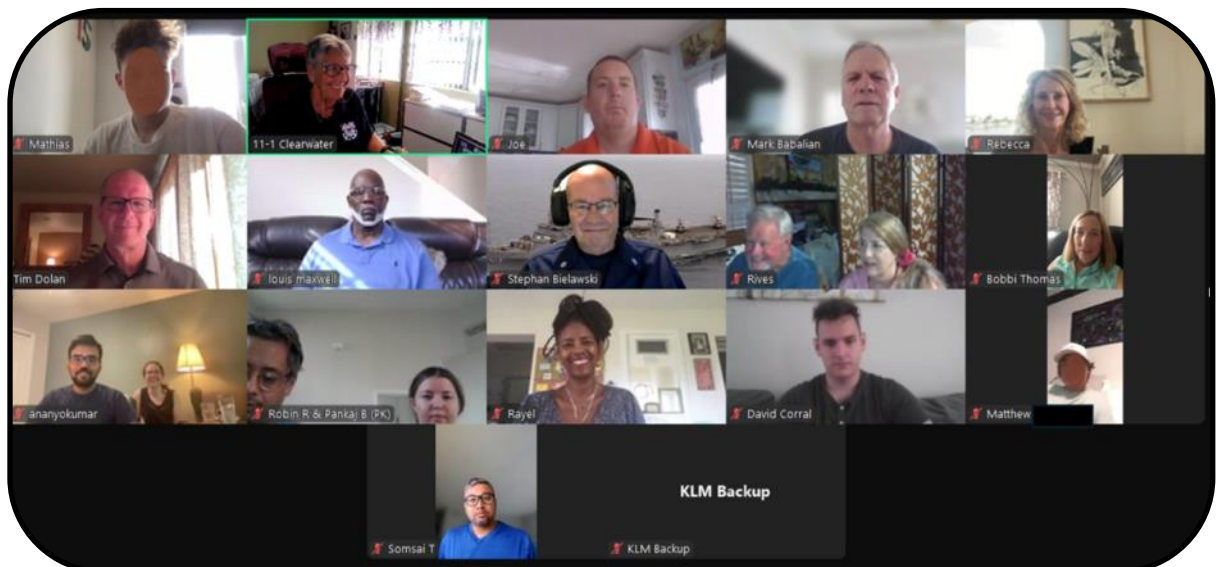 Mathias
11-1 Clearwater
Joe
Mark Babalian
Rebecca
Tim Dolan
louis maxwell
Stephan Bielawski
Rives
Bobbi Thomas
ananyokumar
Robin R & Pankaj B (PK)
Rayel
David Corral
Matthew
Somsai T
KLM Backup
KLM Backup